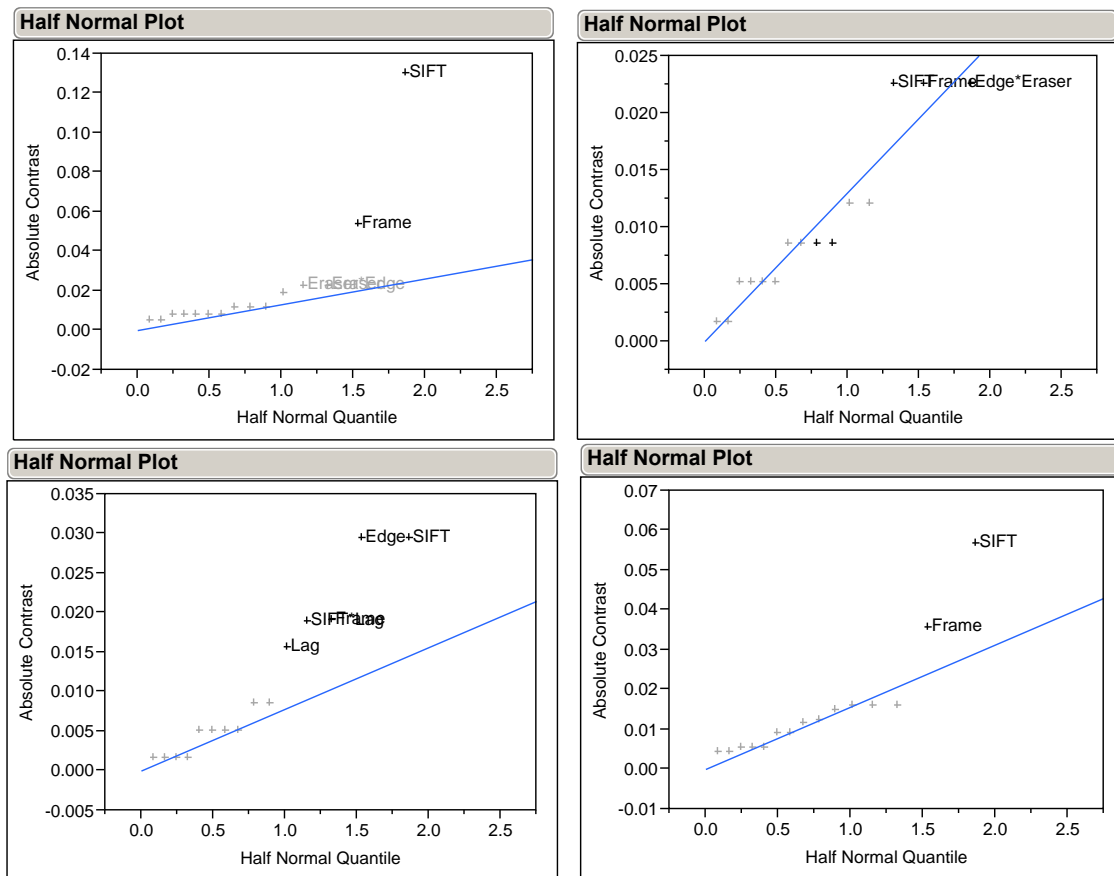 Half Normal Plot
0.14
0.12
0.10
0.08
0.06
0.04
0.02
0.00
-0.02
Absolute Contrast
+SIFT
+Frame
0.0 0.5 1.0 1.5 2.0 2.5
Half Normal Quantile
Half Normal Plot
0.025
0.020
0.015
0.010
0.005
0.000
Absolute Contrast
+SIFT+Frame+Edge*Eraser
0.0 0.5 1.0 1.5 2.0 2.5
Half Normal Quantile
Half Normal Plot
0.035
0.030
0.025
0.020
0.015
0.010
0.005
0.000
-0.005
Absolute Contrast
+Edge+SIFT
+SIFT*Lag
+Frame
+Lag
0.0 0.5 1.0 1.5 2.0 2.5
Half Normal Quantile
Half Normal Plot
0.07
0.06
0.05
0.04
0.03
0.02
0.01
0.00
-0.01
Absolute Contrast
+SIFT
+Frame
0.0 0.5 1.0 1.5 2.0 2.5
Half Normal Quantile